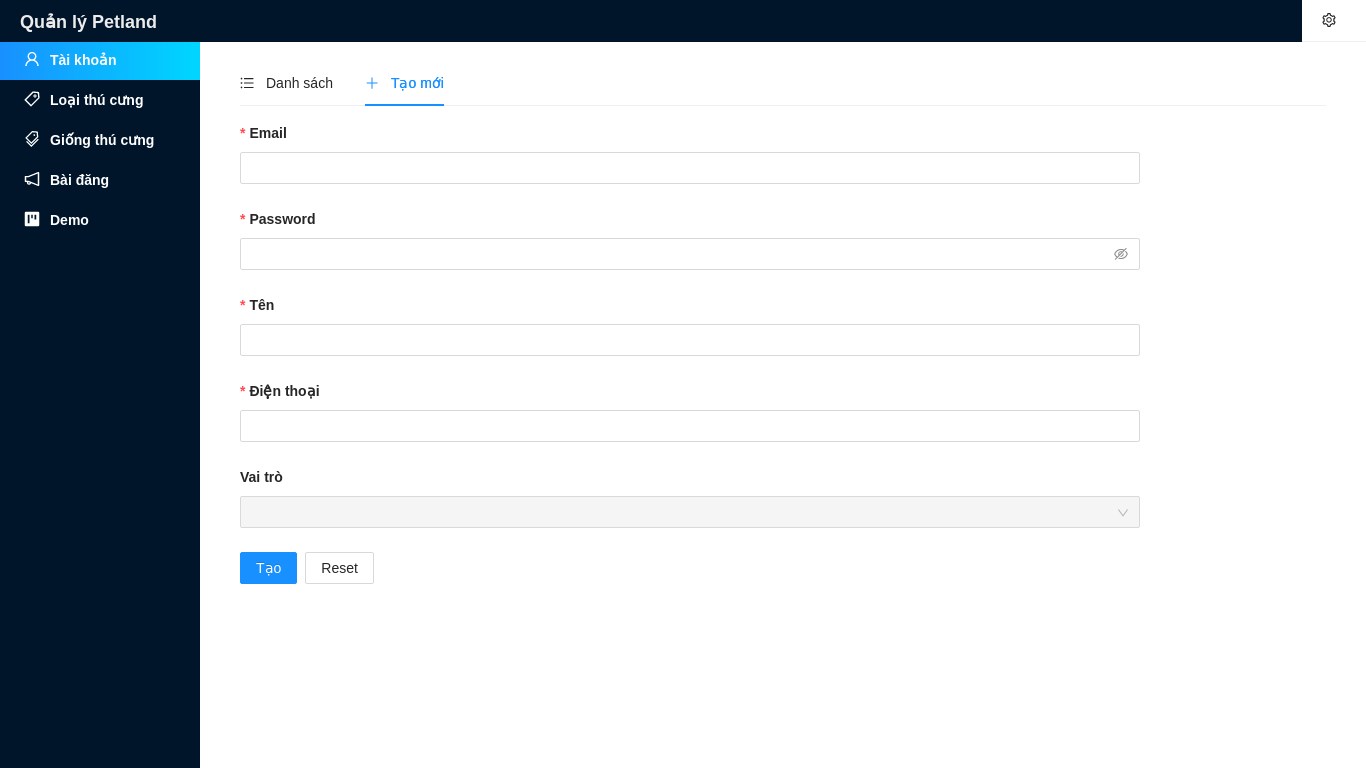 Quản lý Petland
Tài khoản
Loại thú cưng
Giống thú cưng
Bài đăng
Demo
Danh sách
Tạo mới
* Email
* Password
* Tên
* Điện thoại
Vai trò
Tạo
Reset